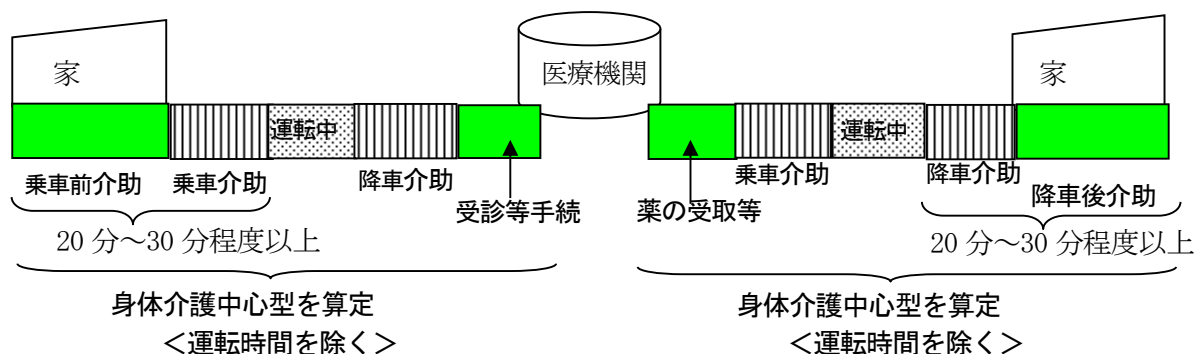 家
医療機関
家
運転中
運転中
乗車前介助
乗車介助
降車介助
受診等手続
薬の受取等
乗車介助
降車介助
降車後介助
20 分～30 分程度以上
20 分～30 分程度以上
身体介護中心型を算定
＜運転時間を除く＞
身体介護中心型を算定
＜運転時間を除く＞